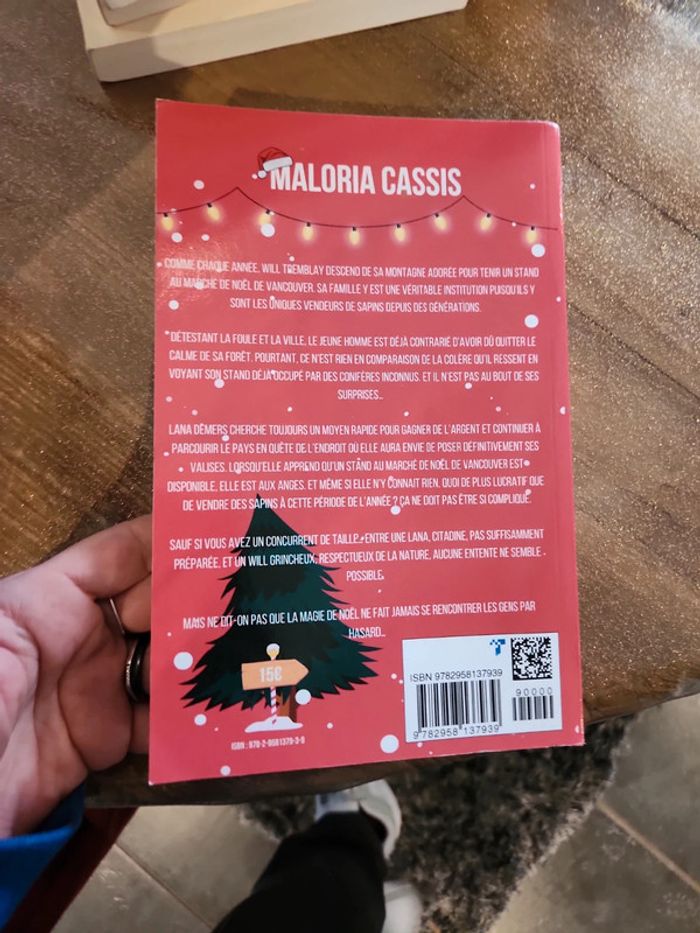 MALORIA CASSIS
COMME CHAQUE ANNÉE, WILL TREMBLAY DESCEND DE SA MONTAGNE ADORÉE POUR TENIR UN STAND
AU MARCHÉ DE NOËL DE VANCOUVER. SA FAMILLE Y EST UNE VÉRITABLE INSTITUTION PUISQU'ILS Y
SONT LES UNIQUES VENDEURS DE SAPINS DEPUIS DES GÉNÉRATIONS.
DÉTESTANT LA FOULE ET LA VILLE, LE JEUNE HOMME EST DÉJÀ CONTRARIÉ D'AVOIR DÛ QUITTER LE
CALME DE SA FORÊT. POURTANT, CE N'EST RIEN EN COMPARAISON DE LA COLÈRE QU'IL RESSENT EN
VOYANT SON STAND DÉJÀ OCCUPÉ PAR DES CONIFÈRES INCONNUS. ET IL N'EST PAS AU BOUT DE SES
SURPRISES...
LANA DEMERS CHERCHE TOUJOURS UN MOYEN RAPIDE POUR GAGNER DE L'ARGENT ET CONTINUER À
PARCOURIR LE PAYS EN QUÊTE DE L'ENDROIT OÙ ELLE AURA ENVIE DE POSER DÉFINITIVEMENT SES
VALISES. LORSQU'ELLE APPREND QU'UN STAND AU MARCHÉ DE NOËL DE VANCOUVER EST
DISPONIBLE, ELLE EST AUX ANGES. ET MÊME SI ELLE N'Y CONNAIT RIEN, QUOI DE PLUS LUCRATIF QUE
DE VENDRE DES SAPINS À CETTE PÉRIODE DE L'ANNÉE ? ÇA NE DOIT PAS ÊTRE SI COMPLIQUÉ.
SAUF SI VOUS AVEZ UN CONCURRENT DE TAILLE. ENTRE UNE LANA, CITADINE, PAS SUFFISAMMENT
PRÉPARÉE, ET UN WILL GRINCHEUX, RESPECTUEUX DE LA NATURE, AUCUNE ENTENTE NE SEMBLE
POSSIBLE.
MAIS NE DIT-ON PAS QUE LA MAGIE DE NOËL NE FAIT JAMAIS SE RENCONTRER LES GENS PAR
HASARD...
15€
ISBN : 978-2-9581379-3-9
ISBN 9782958137939
90000
9 782958 137939